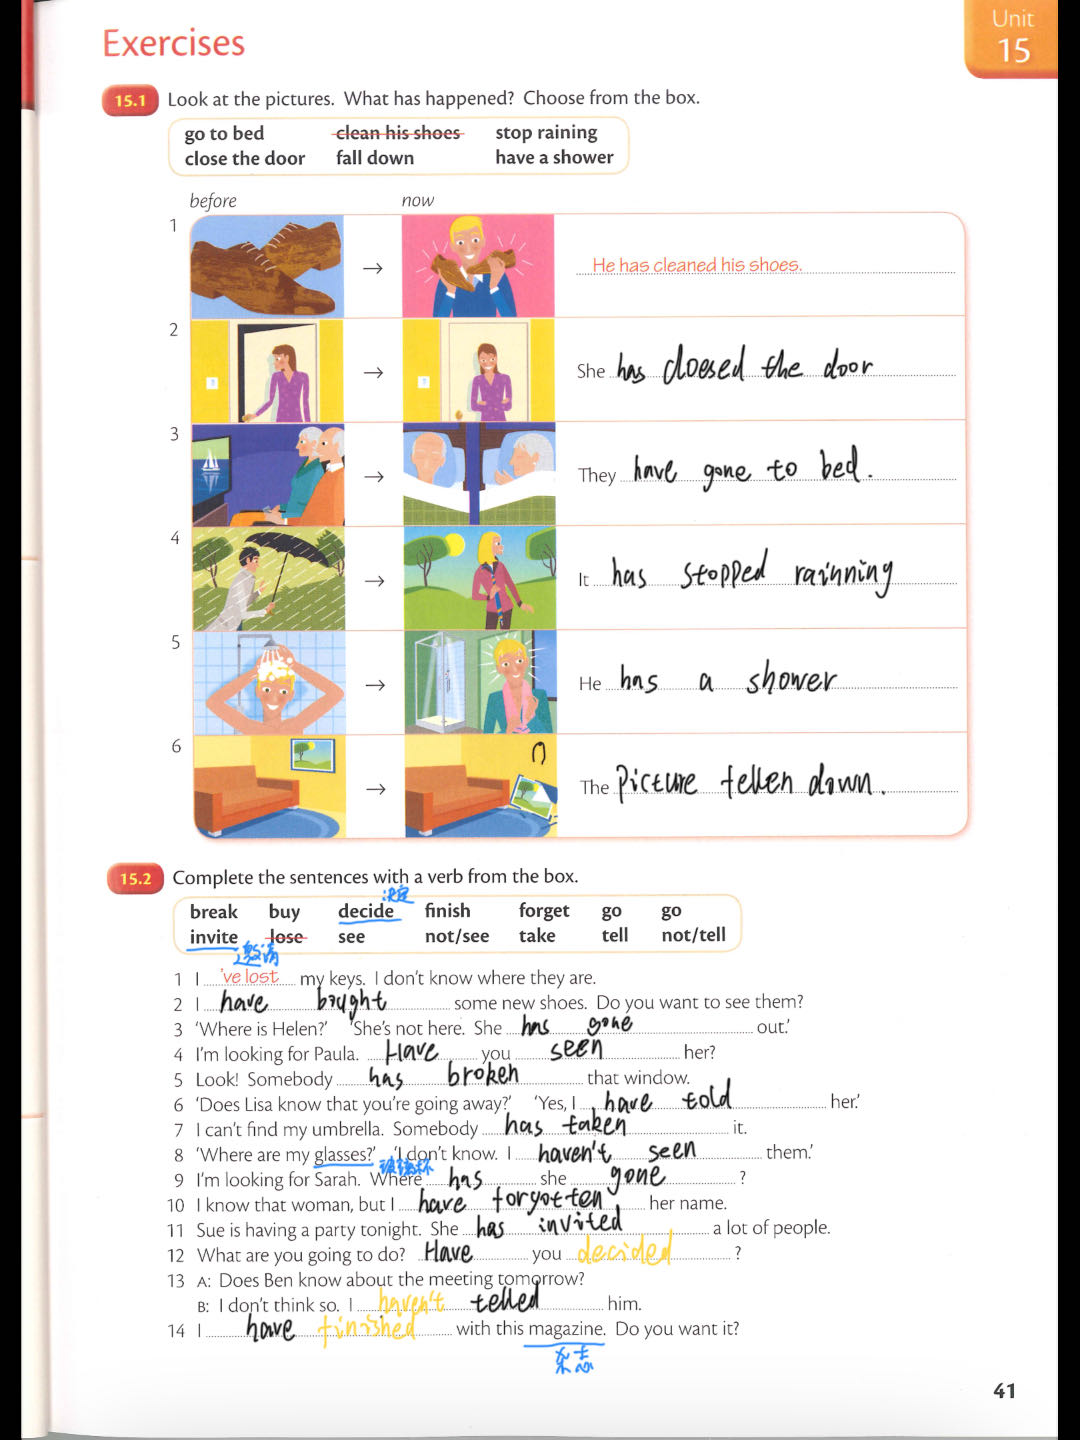 Unit
15
Exercises
15.1 Look at the pictures. What has happened? Choose from the box.
go to bed clean his shoes stop raining
close the door fall down have a shower
before now
1 He has cleaned his shoes.
2 She has cloesed the door
3 They have gone to bed.
4 It has stopped rainning
5 He has a shower
6 The Picture fellen down.
15.2 Complete the sentences with a verb from the box.
决定
break buy decide finish forget go go
invite lose see not/see take tell not/tell
邀请
1 I 've lost my keys. I don't know where they are.
2 I have bought some new shoes. Do you want to see them?
3 'Where is Helen?' 'She's not here. She has gone out.'
4 I'm looking for Paula. Have you seen her?
5 Look! Somebody has broken that window.
6 'Does Lisa know that you're going away?' 'Yes, I have told her.'
7 I can't find my umbrella. Somebody has taken it.
8 'Where are my glasses?' 'I don't know. I haven't seen them.'
玻璃杯
9 I'm looking for Sarah. Where has she gone ?
10 I know that woman, but I have forgotten her name.
11 Sue is having a party tonight. She has invited a lot of people.
12 What are you going to do? Have you decided ?
13 A: Does Ben know about the meeting tomorrow?
B: I don't think so. I haven't telled him.
14 I have finished with this magazine. Do you want it?
杂志
41